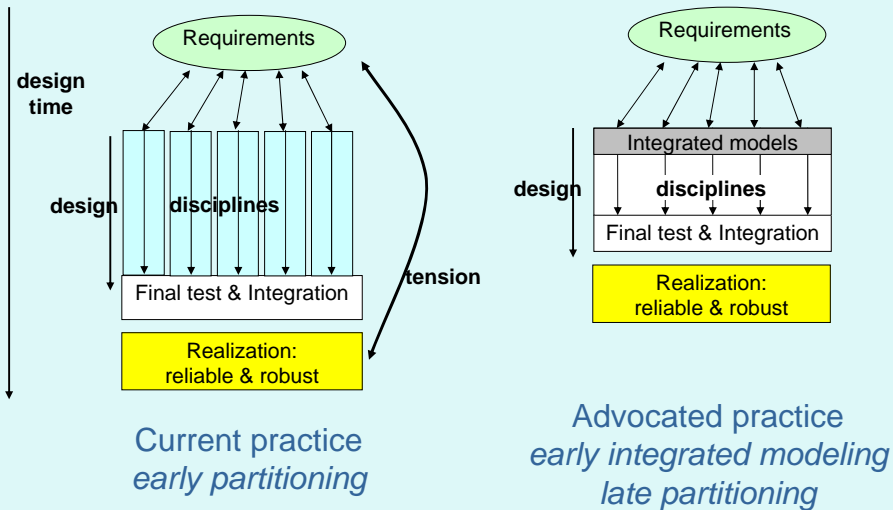 Requirements
design
time
design
disciplines
Final test & Integration
tension
Realization:
reliable & robust
Current practice
early partitioning
Requirements
Integrated models
design
disciplines
Final test & Integration
Realization:
reliable & robust
Advocated practice
early integrated modeling
late partitioning